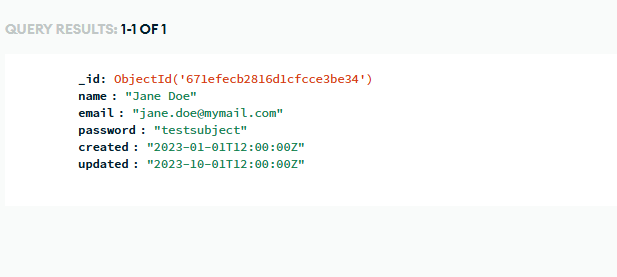 QUERY RESULTS: 1-1 OF 1
_id: ObjectId('671efecb2816d1cfcce3be34')
name : "Jane Doe"
email : "jane.doe@mymail.com"
password : "testsubject"
created : "2023-01-01T12:00:00Z"
updated : "2023-10-01T12:00:00Z"